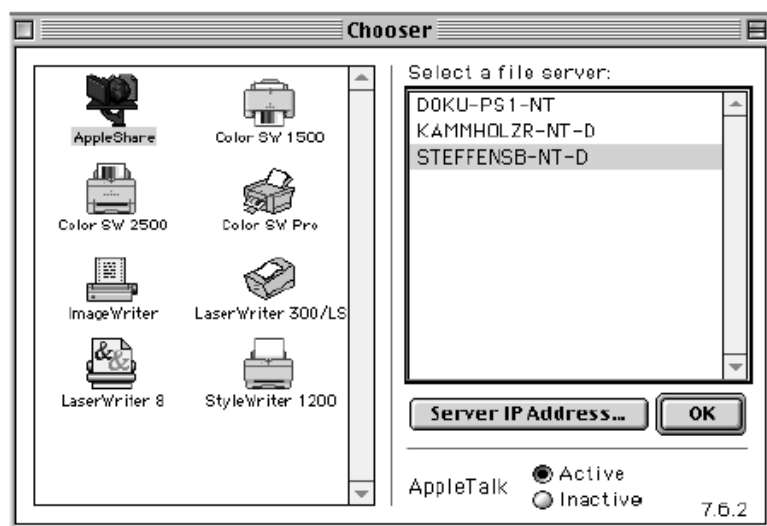 Chooser
AppleShare
Color SW 1500
Color SW 2500
Color SW Pro
ImageWriter
LaserWriter 300/LS
LaserWriter 8
StyleWriter 1200
Select a file server:
DOKU-PS1-NT
KAMMHOLZR-NT-D
STEFFENSB-NT-D
Server IP Address...
OK
AppleTalk
Active
Inactive
7.6.2